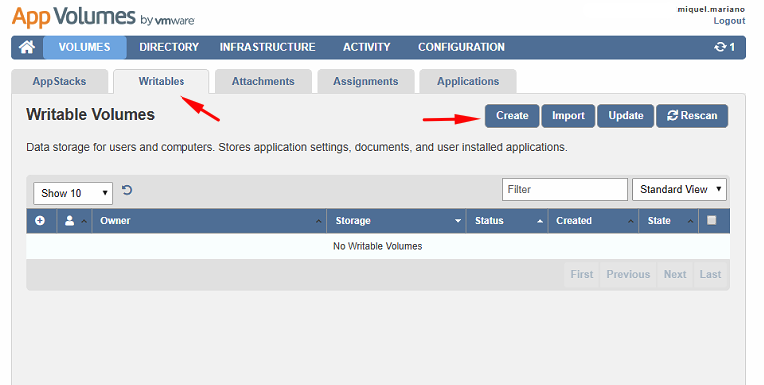 App Volumes by vmware
miquel.mariano
Logout
VOLUMES DIRECTORY INFRASTRUCTURE ACTIVITY CONFIGURATION 1
AppStacks Writables Attachments Assignments Applications
Writable Volumes
Create Import Update Rescan
Data storage for users and computers. Stores application settings, documents, and user installed applications.
Show 10 Filter Standard View
Owner Storage Status Created State
No Writable Volumes
First Previous Next Last